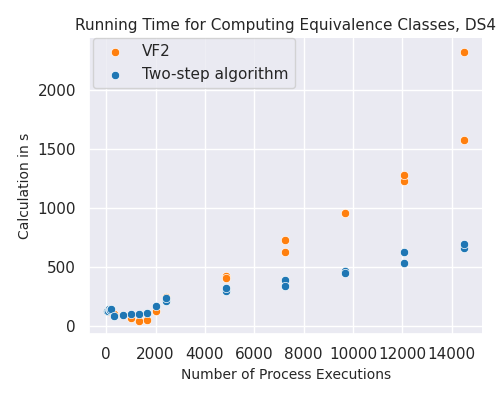 Running Time for Computing Equivalence Classes, DS4
VF2
Two-step algorithm
Calculation in s
2000
1500
1000
500
0
0 2000 4000 6000 8000 10000 12000 14000
Number of Process Executions